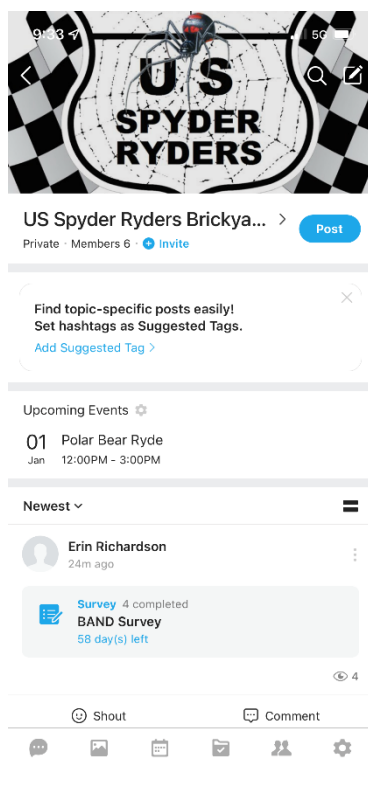 9:33
5G
U S
SPYDER
RYDERS
US Spyder Ryders Brickya...
Post
Private · Members 6 · Invite
Find topic-specific posts easily!
Set hashtags as Suggested Tags.
Add Suggested Tag >
Upcoming Events
01 Polar Bear Ryde
Jan 12:00PM - 3:00PM
Newest
Erin Richardson
24m ago
Survey 4 completed
BAND Survey
58 day(s) left
4
Shout Comment